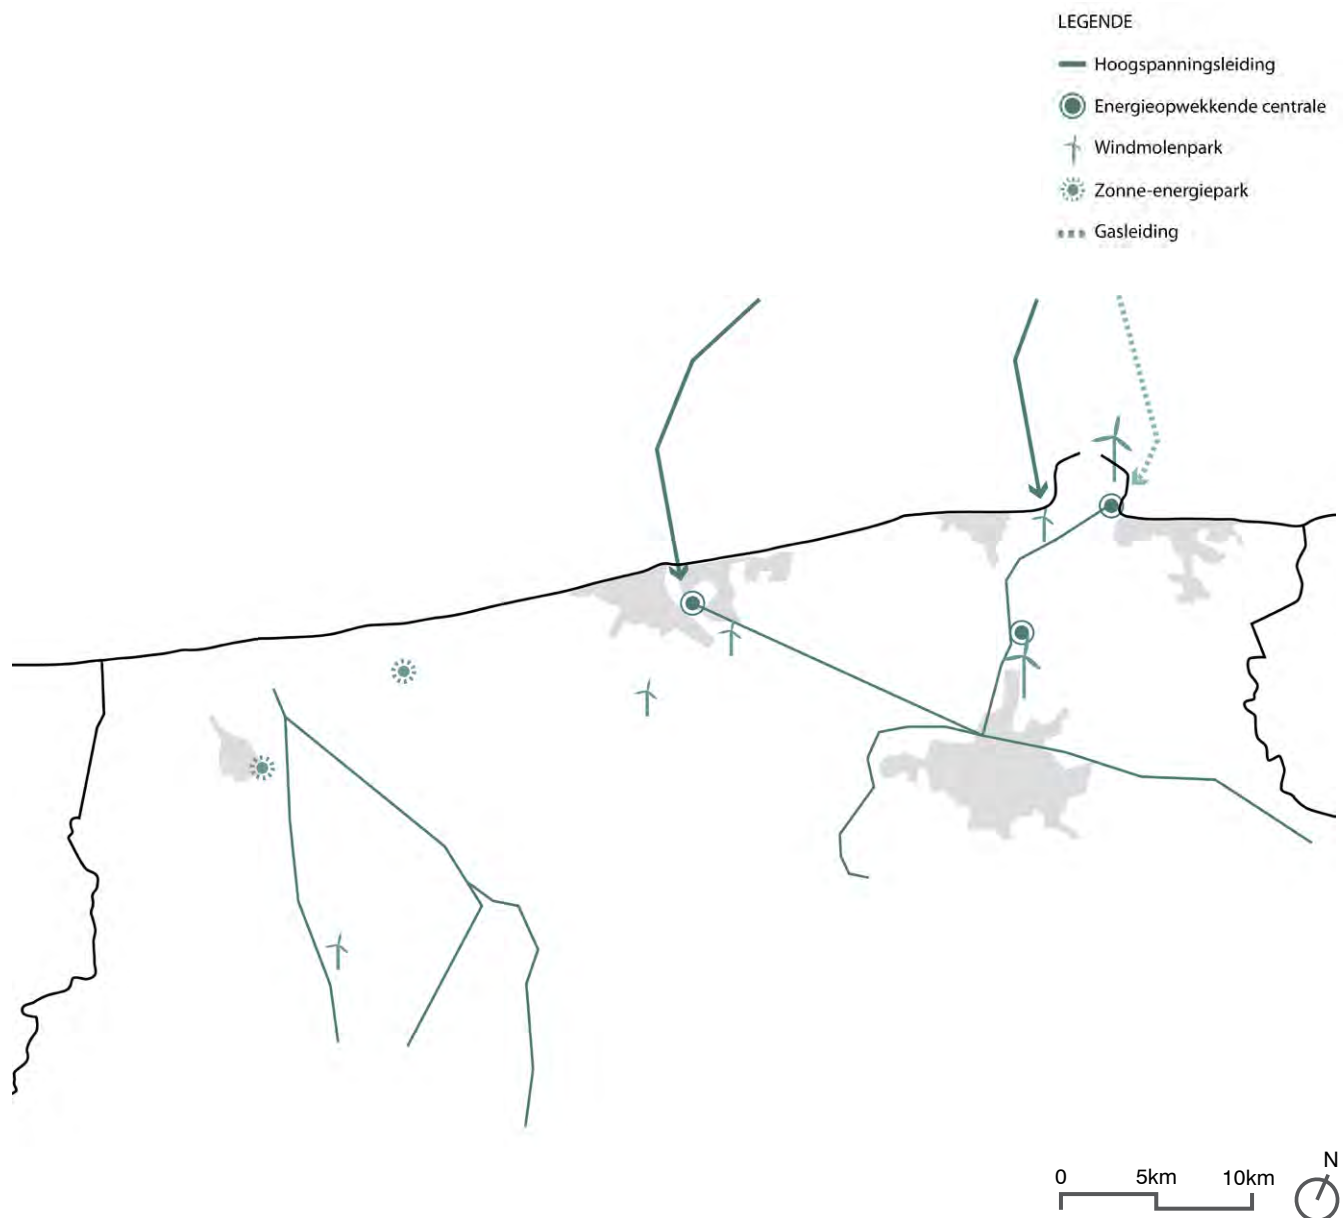 LEGENDE
Hoogspanningsleiding
Energieopwekkende centrale
Windmolenpark
Zonne-energiepark
Gasleiding
0 5km 10km N